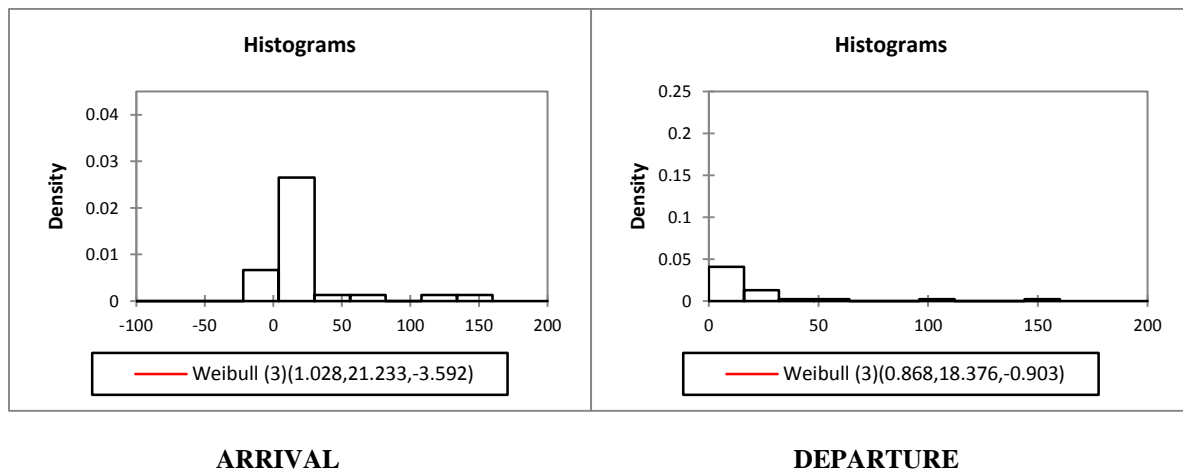 Histograms
0.04
0.03
0.02
0.01
0
Density
-100 -50 0 50 100 150 200
Weibull (3)(1.028,21.233,-3.592)
Histograms
0.25
0.2
0.15
0.1
0.05
0
Density
0 50 100 150 200
Weibull (3)(0.868,18.376,-0.903)
ARRIVAL
DEPARTURE